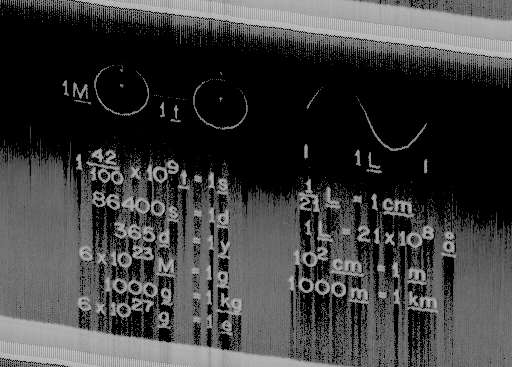 1M
1t
1 42/100 x 10⁹ t = 1s
86400s = 1d
365d = 1y
6 x 10²³ M = 1g
1000g = 1kg
6 x 10²⁷ g = 1e
1L
1/21 L = 1cm
1L = 21 x 10⁸ å
10² cm = 1m
1000m = 1km